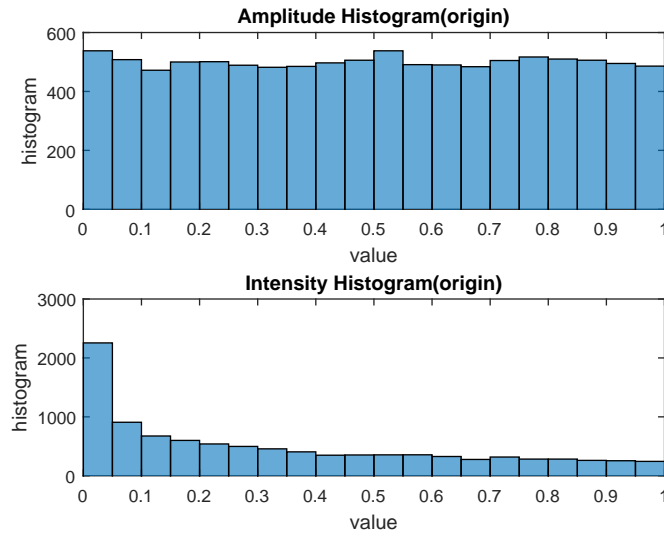 Amplitude Histogram(origin)
600
400
200
0
histogram
0 0.1 0.2 0.3 0.4 0.5 0.6 0.7 0.8 0.9 1
value
Intensity Histogram(origin)
3000
2000
1000
0
histogram
0 0.1 0.2 0.3 0.4 0.5 0.6 0.7 0.8 0.9 1
value